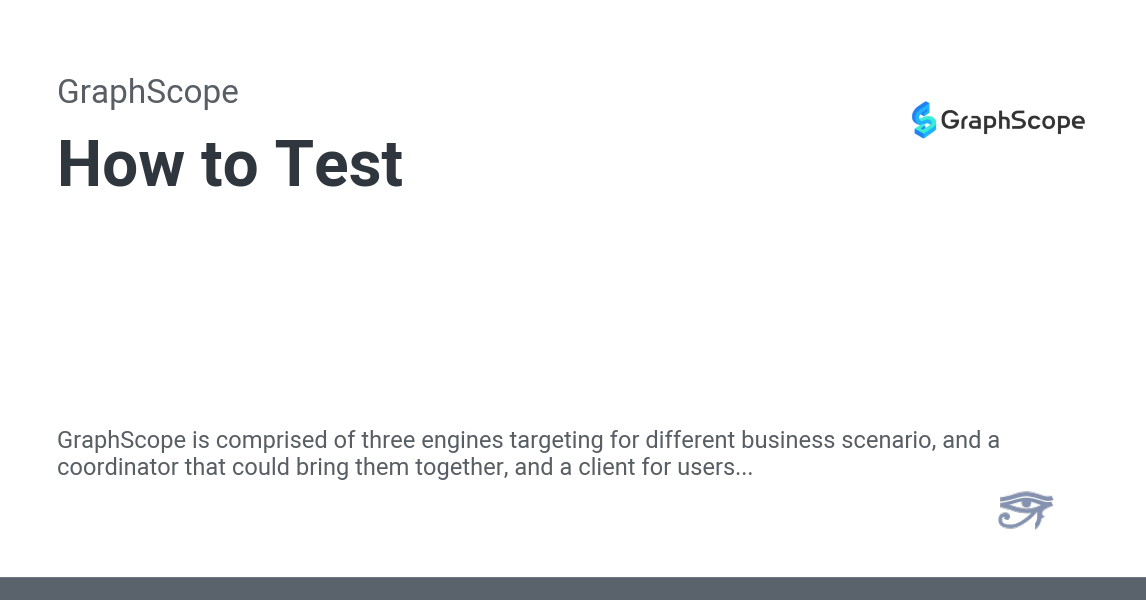 GraphScope
How to Test
GraphScope
GraphScope is comprised of three engines targeting for different business scenario, and a
coordinator that could bring them together, and a client for users...